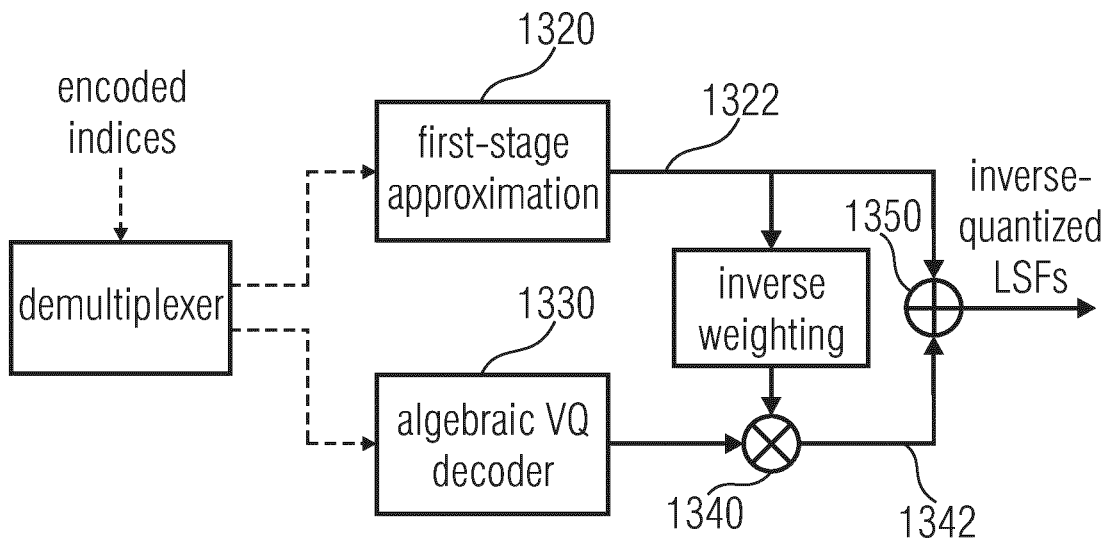 1320
encoded
indices
first-stage
approximation
1322
inverse-
quantized
LSFs
1350
demultiplexer
inverse
weighting
1330
algebraic VQ
decoder
1340
1342